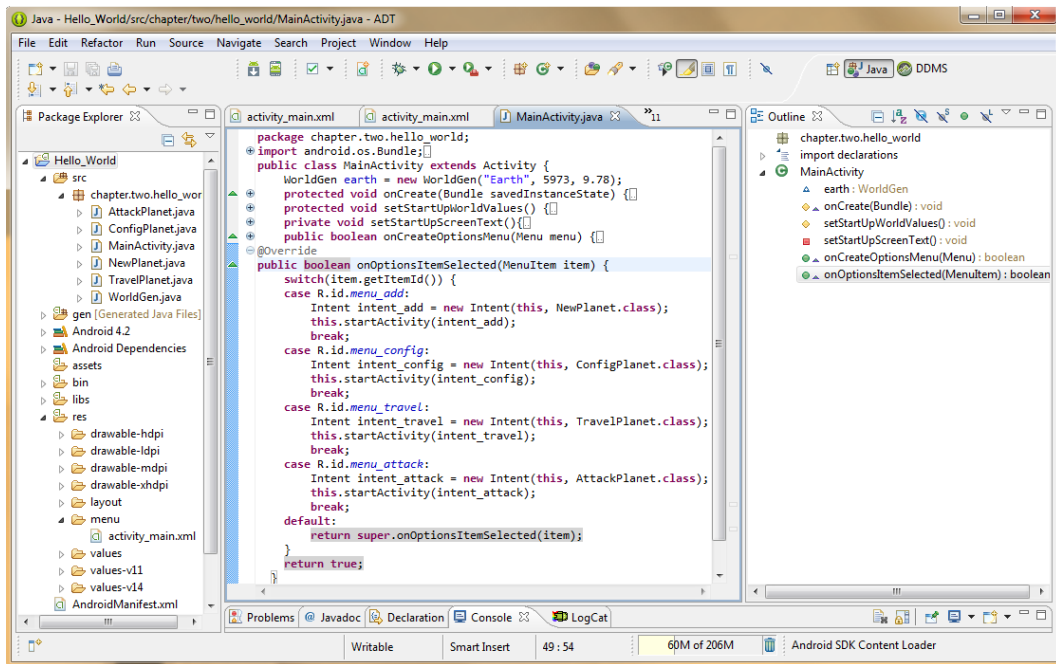 Java - Hello_World/src/chapter/two/hello_world/MainActivity.java - ADT
File Edit Refactor Run Source Navigate Search Project Window Help
Java DDMS
Package Explorer
Hello_World
src
chapter.two.hello_wor
AttackPlanet.java
ConfigPlanet.java
MainActivity.java
NewPlanet.java
TravelPlanet.java
WorldGen.java
gen [Generated Java Files]
Android 4.2
Android Dependencies
assets
bin
libs
res
drawable-hdpi
drawable-ldpi
drawable-mdpi
drawable-xhdpi
layout
menu
activity_main.xml
values
values-v11
values-v14
AndroidManifest.xml
activity_main.xml activity_main.xml MainActivity.java »11
package chapter.two.hello_world;
import android.os.Bundle;
public class MainActivity extends Activity {
WorldGen earth = new WorldGen("Earth", 5973, 9.78);
protected void onCreate(Bundle savedInstanceState) {
protected void setStartUpWorldValues() {
private void setStartUpScreenText(){
public boolean onCreateOptionsMenu(Menu menu) {
@Override
public boolean onOptionsItemSelected(MenuItem item) {
switch(item.getItemId()) {
case R.id.menu_add:
Intent intent_add = new Intent(this, NewPlanet.class);
this.startActivity(intent_add);
break;
case R.id.menu_config:
Intent intent_config = new Intent(this, ConfigPlanet.class);
this.startActivity(intent_config);
break;
case R.id.menu_travel:
Intent intent_travel = new Intent(this, TravelPlanet.class);
this.startActivity(intent_travel);
break;
case R.id.menu_attack:
Intent intent_attack = new Intent(this, AttackPlanet.class);
this.startActivity(intent_attack);
break;
default:
return super.onOptionsItemSelected(item);
}
return true;
}
Outline
chapter.two.hello_world
import declarations
MainActivity
earth : WorldGen
onCreate(Bundle) : void
setStartUpWorldValues() : void
setStartUpScreenText() : void
onCreateOptionsMenu(Menu) : boolean
onOptionsItemSelected(MenuItem) : boolean
Problems @ Javadoc Declaration Console LogCat
Writable Smart Insert 49 : 54 60M of 206M Android SDK Content Loader